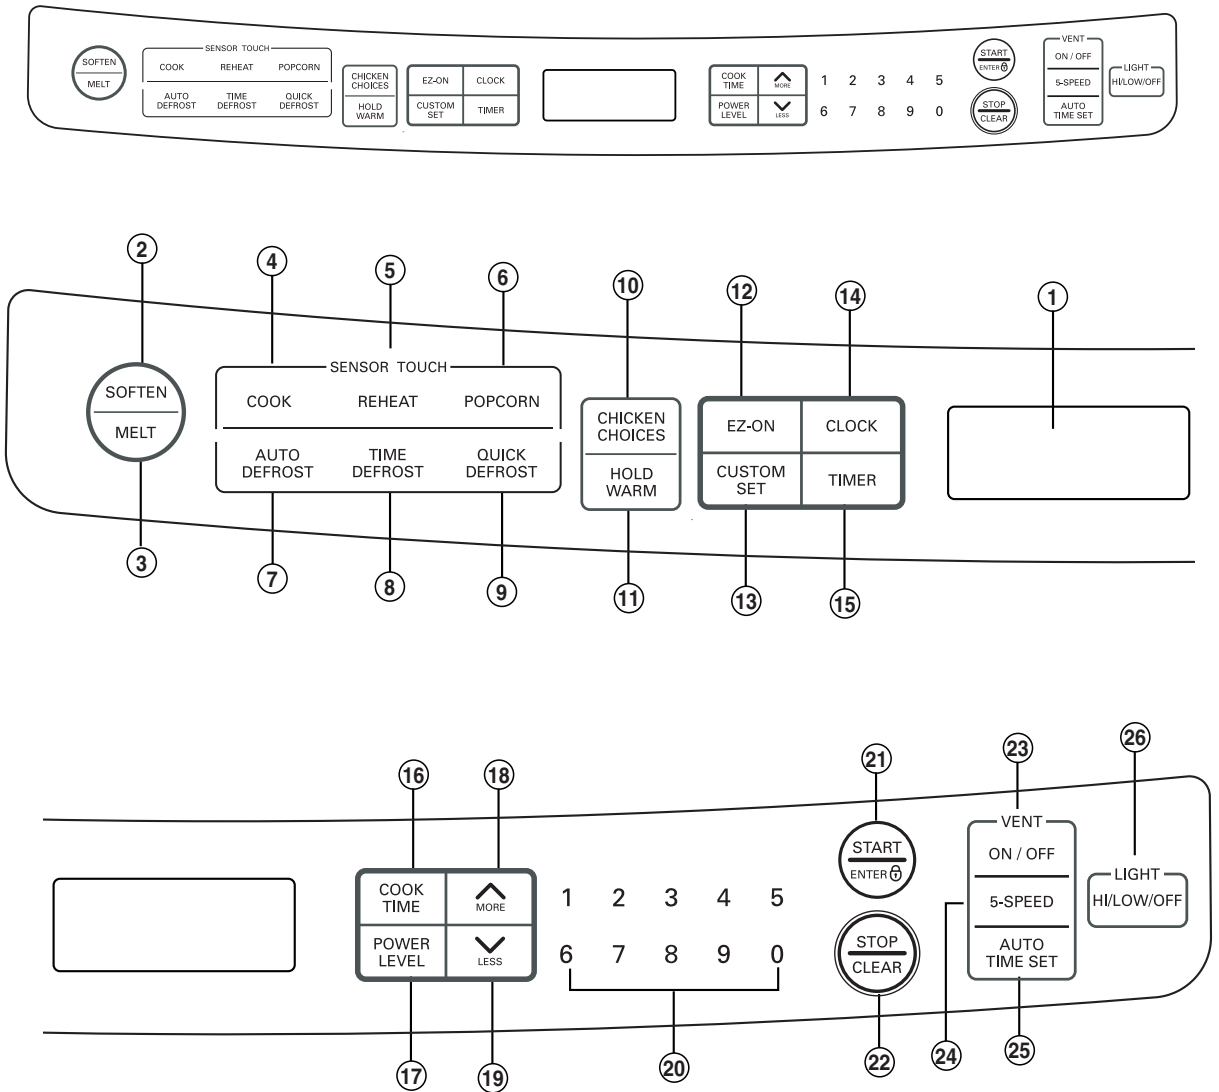 SENSOR TOUCH
SOFTEN
MELT
COOK REHEAT POPCORN
AUTO DEFROST
TIME DEFROST
QUICK DEFROST
CHICKEN
CHOICES
HOLD
WARM
EZ-ON CLOCK
CUSTOM
SET
TIMER
COOK
TIME
MORE
POWER
LEVEL
LESS
1 2 3 4 5
6 7 8 9 0
START
ENTER
STOP
CLEAR
VENT
ON / OFF
5-SPEED
AUTO
TIME SET
LIGHT
HI/LOW/OFF
2
4
5
6
10
12
14
1
SENSOR TOUCH
SOFTEN
MELT
COOK REHEAT POPCORN
AUTO
DEFROST
TIME
DEFROST
QUICK
DEFROST
CHICKEN
CHOICES
HOLD
WARM
EZ-ON CLOCK
CUSTOM
SET
TIMER
3
7
8
9
11
13
15
16
18
21
23
26
COOK
TIME
MORE
POWER
LEVEL
LESS
1 2 3 4 5
6 7 8 9 0
START
ENTER
STOP
CLEAR
VENT
ON / OFF
5-SPEED
AUTO
TIME SET
LIGHT
HI/LOW/OFF
17
19
20
22
24
25